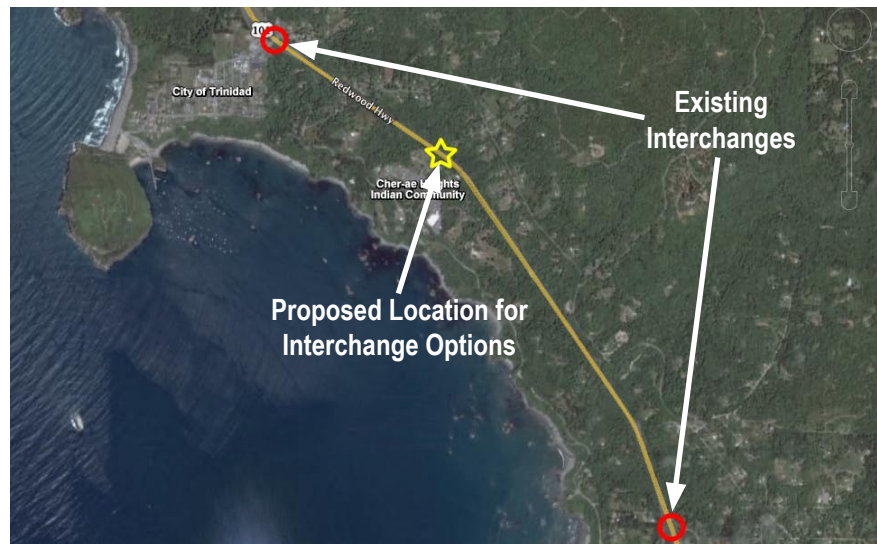 101
City of Trinidad
Redwood Hwy
Existing
Interchanges
Cher-ae Heights
Indian Community
Proposed Location for
Interchange Options